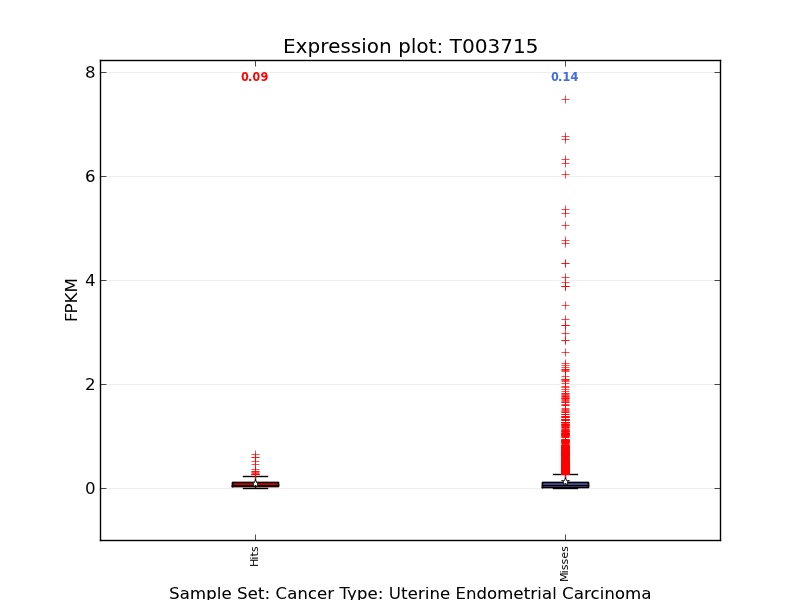 Expression plot: T003715
0.09
0.14
8
6
4
2
0
FPKM
Hits
Misses
Sample Set: Cancer Type: Uterine Endometrial Carcinoma